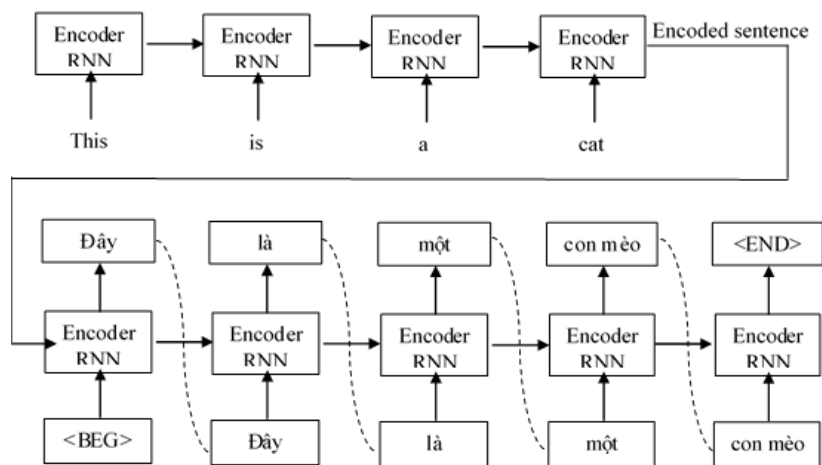 Encoder
RNN
Encoder
RNN
Encoder
RNN
Encoder
RNN
Encoded sentence
This
is
a
cat
Đây
là
một
con mèo
<END>
Encoder
RNN
Encoder
RNN
Encoder
RNN
Encoder
RNN
Encoder
RNN
<BEG>
Đây
là
một
con mèo